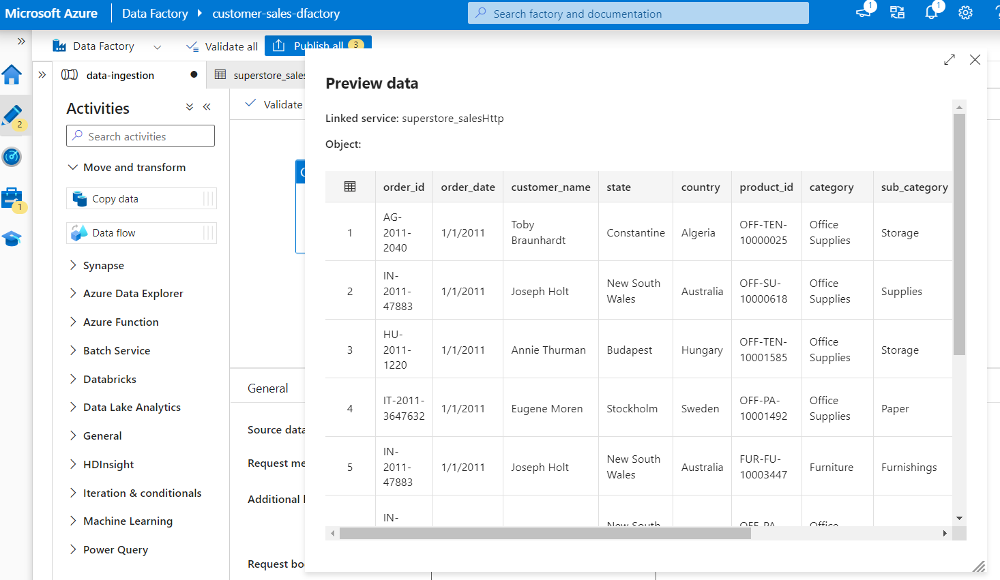 Microsoft Azure
Data Factory
customer-sales-dfactory
Search factory and documentation
1
1
Data Factory
Validate all
Publish all
3
data-ingestion
superstore_sales
2
1
Activities
Search activities
Move and transform
Copy data
Data flow
Synapse
Azure Data Explorer
Azure Function
Batch Service
Databricks
Data Lake Analytics
General
HDInsight
Iteration & conditionals
Machine Learning
Power Query
Validate
General
Source data
Request me
Additional
Request bo
Preview data
Linked service: superstore_salesHttp
Object:
order_id order_date customer_name state country product_id category sub_category
1 AG-2011-2040 1/1/2011 Toby Braunhardt Constantine Algeria OFF-TEN-10000025 Office Supplies Storage
2 IN-2011-47883 1/1/2011 Joseph Holt New South Wales Australia OFF-SU-10000618 Office Supplies Supplies
3 HU-2011-1220 1/1/2011 Annie Thurman Budapest Hungary OFF-TEN-10001585 Office Supplies Storage
4 IT-2011-3647632 1/1/2011 Eugene Moren Stockholm Sweden OFF-PA-10001492 Office Supplies Paper
5 IN-2011-47883 1/1/2011 Joseph Holt New South Wales Australia FUR-FU-10003447 Furniture Furnishings
IN- New South OFF-PA- Office